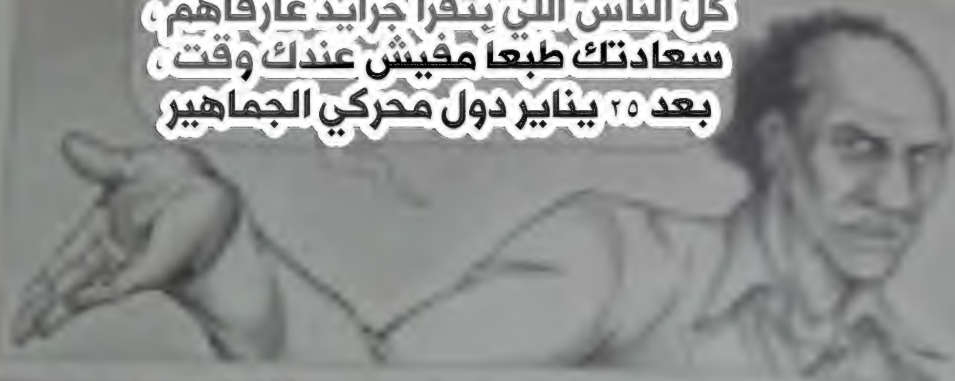 كل الناس اللي بتقرا جرايد عارفاهم ،
سعادتك طبعا مفيش عندك وقت ،
بعد ٢٥ يناير دول محركي الجماهير